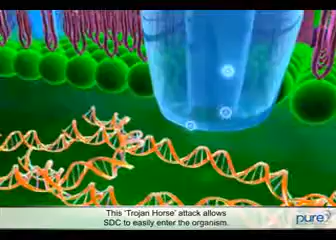 This 'Trojan Horse' attack allows
SDC to easily enter the organism.
pure